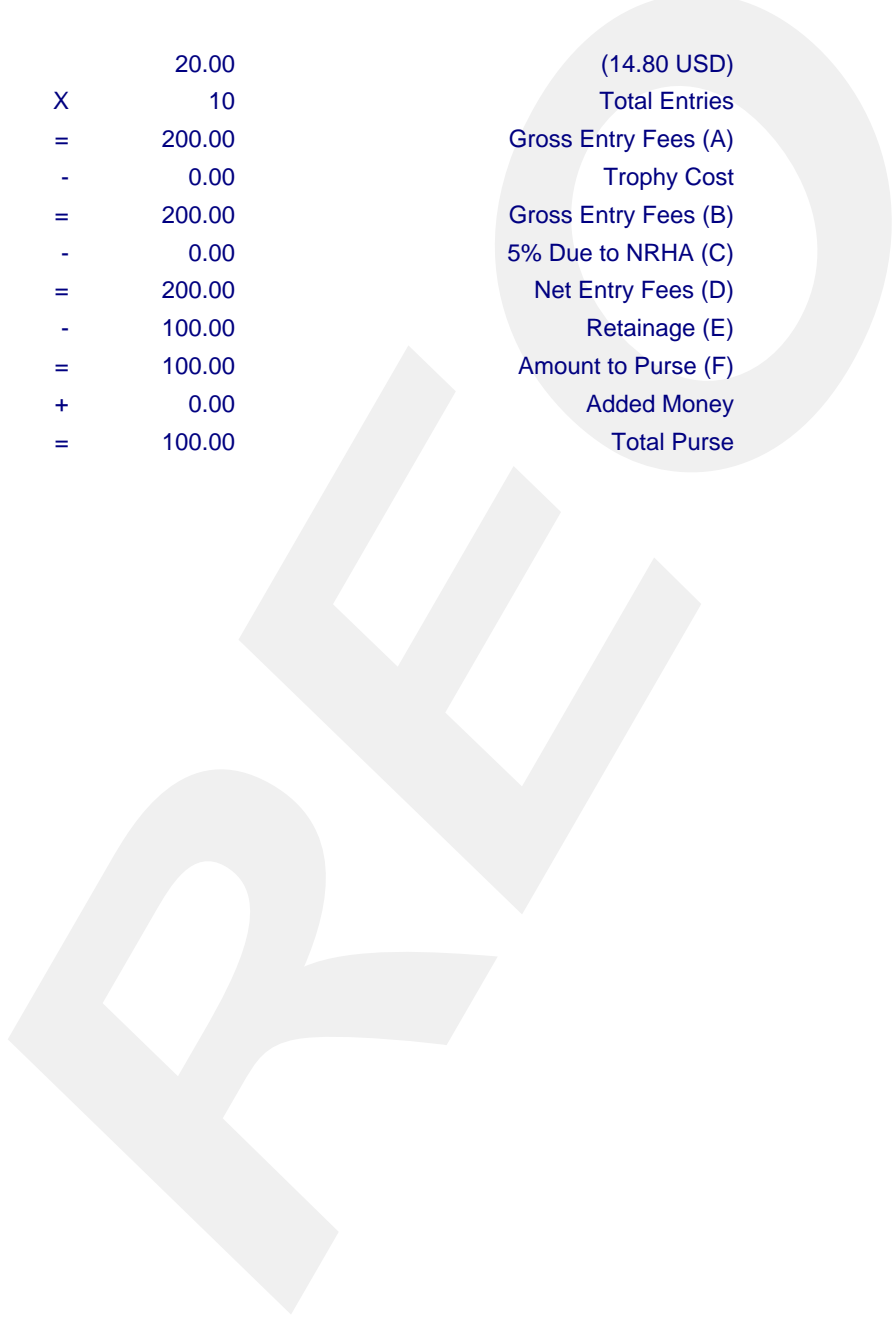 20.00 (14.80 USD)
X 10 Total Entries
= 200.00 Gross Entry Fees (A)
- 0.00 Trophy Cost
= 200.00 Gross Entry Fees (B)
- 0.00 5% Due to NRHA (C)
= 200.00 Net Entry Fees (D)
- 100.00 Retainage (E)
= 100.00 Amount to Purse (F)
+ 0.00 Added Money
= 100.00 Total Purse
REO